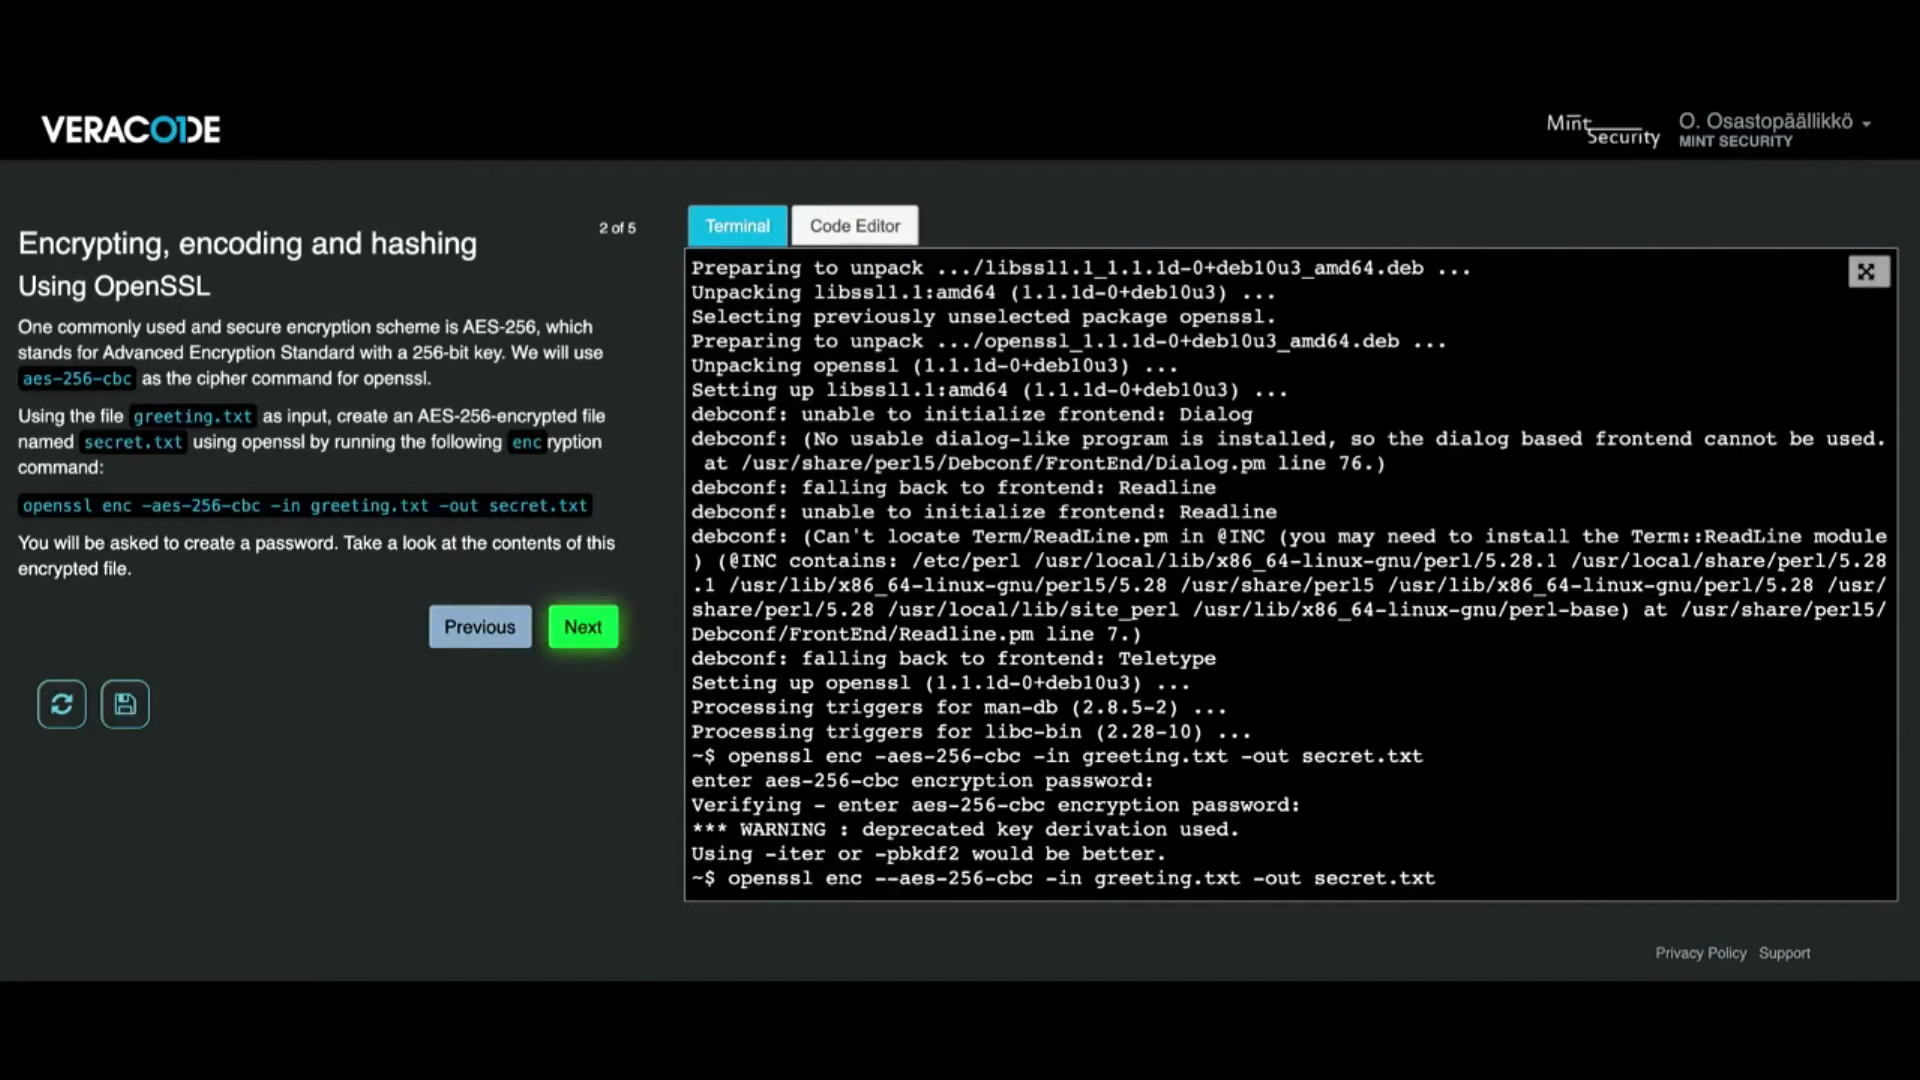 VERACODE
Mint Security
O. Osastopäällikkö
MINT SECURITY
2 of 5
Encrypting, encoding and hashing
Using OpenSSL
One commonly used and secure encryption scheme is AES-256, which
stands for Advanced Encryption Standard with a 256-bit key. We will use
aes-256-cbc as the cipher command for openssl.
Using the file greeting.txt as input, create an AES-256-encrypted file
named secret.txt using openssl by running the following enc ryption
command:
openssl enc -aes-256-cbc -in greeting.txt -out secret.txt
You will be asked to create a password. Take a look at the contents of this
encrypted file.
Previous
Next
Terminal
Code Editor
Preparing to unpack .../libssl1.1_1.1.1d-0+deb10u3_amd64.deb ...
Unpacking libssl1.1:amd64 (1.1.1d-0+deb10u3) ...
Selecting previously unselected package openssl.
Preparing to unpack .../openssl_1.1.1d-0+deb10u3_amd64.deb ...
Unpacking openssl (1.1.1d-0+deb10u3) ...
Setting up libssl1.1:amd64 (1.1.1d-0+deb10u3) ...
debconf: unable to initialize frontend: Dialog
debconf: (No usable dialog-like program is installed, so the dialog based frontend cannot be used.
at /usr/share/perl5/Debconf/FrontEnd/Dialog.pm line 76.)
debconf: falling back to frontend: Readline
debconf: unable to initialize frontend: Readline
debconf: (Can't locate Term/ReadLine.pm in @INC (you may need to install the Term::ReadLine module
) (@INC contains: /etc/perl /usr/local/lib/x86_64-linux-gnu/perl/5.28.1 /usr/local/share/perl/5.28
.1 /usr/lib/x86_64-linux-gnu/perl5/5.28 /usr/share/perl5 /usr/lib/x86_64-linux-gnu/perl/5.28 /usr/
share/perl/5.28 /usr/local/lib/site_perl /usr/lib/x86_64-linux-gnu/perl-base) at /usr/share/perl5/
Debconf/FrontEnd/Readline.pm line 7.)
debconf: falling back to frontend: Teletype
Setting up openssl (1.1.1d-0+deb10u3) ...
Processing triggers for man-db (2.8.5-2) ...
Processing triggers for libc-bin (2.28-10) ...
~$ openssl enc -aes-256-cbc -in greeting.txt -out secret.txt
enter aes-256-cbc encryption password:
Verifying - enter aes-256-cbc encryption password:
*** WARNING : deprecated key derivation used.
Using -iter or -pbkdf2 would be better.
~$ openssl enc --aes-256-cbc -in greeting.txt -out secret.txt
Privacy Policy
Support